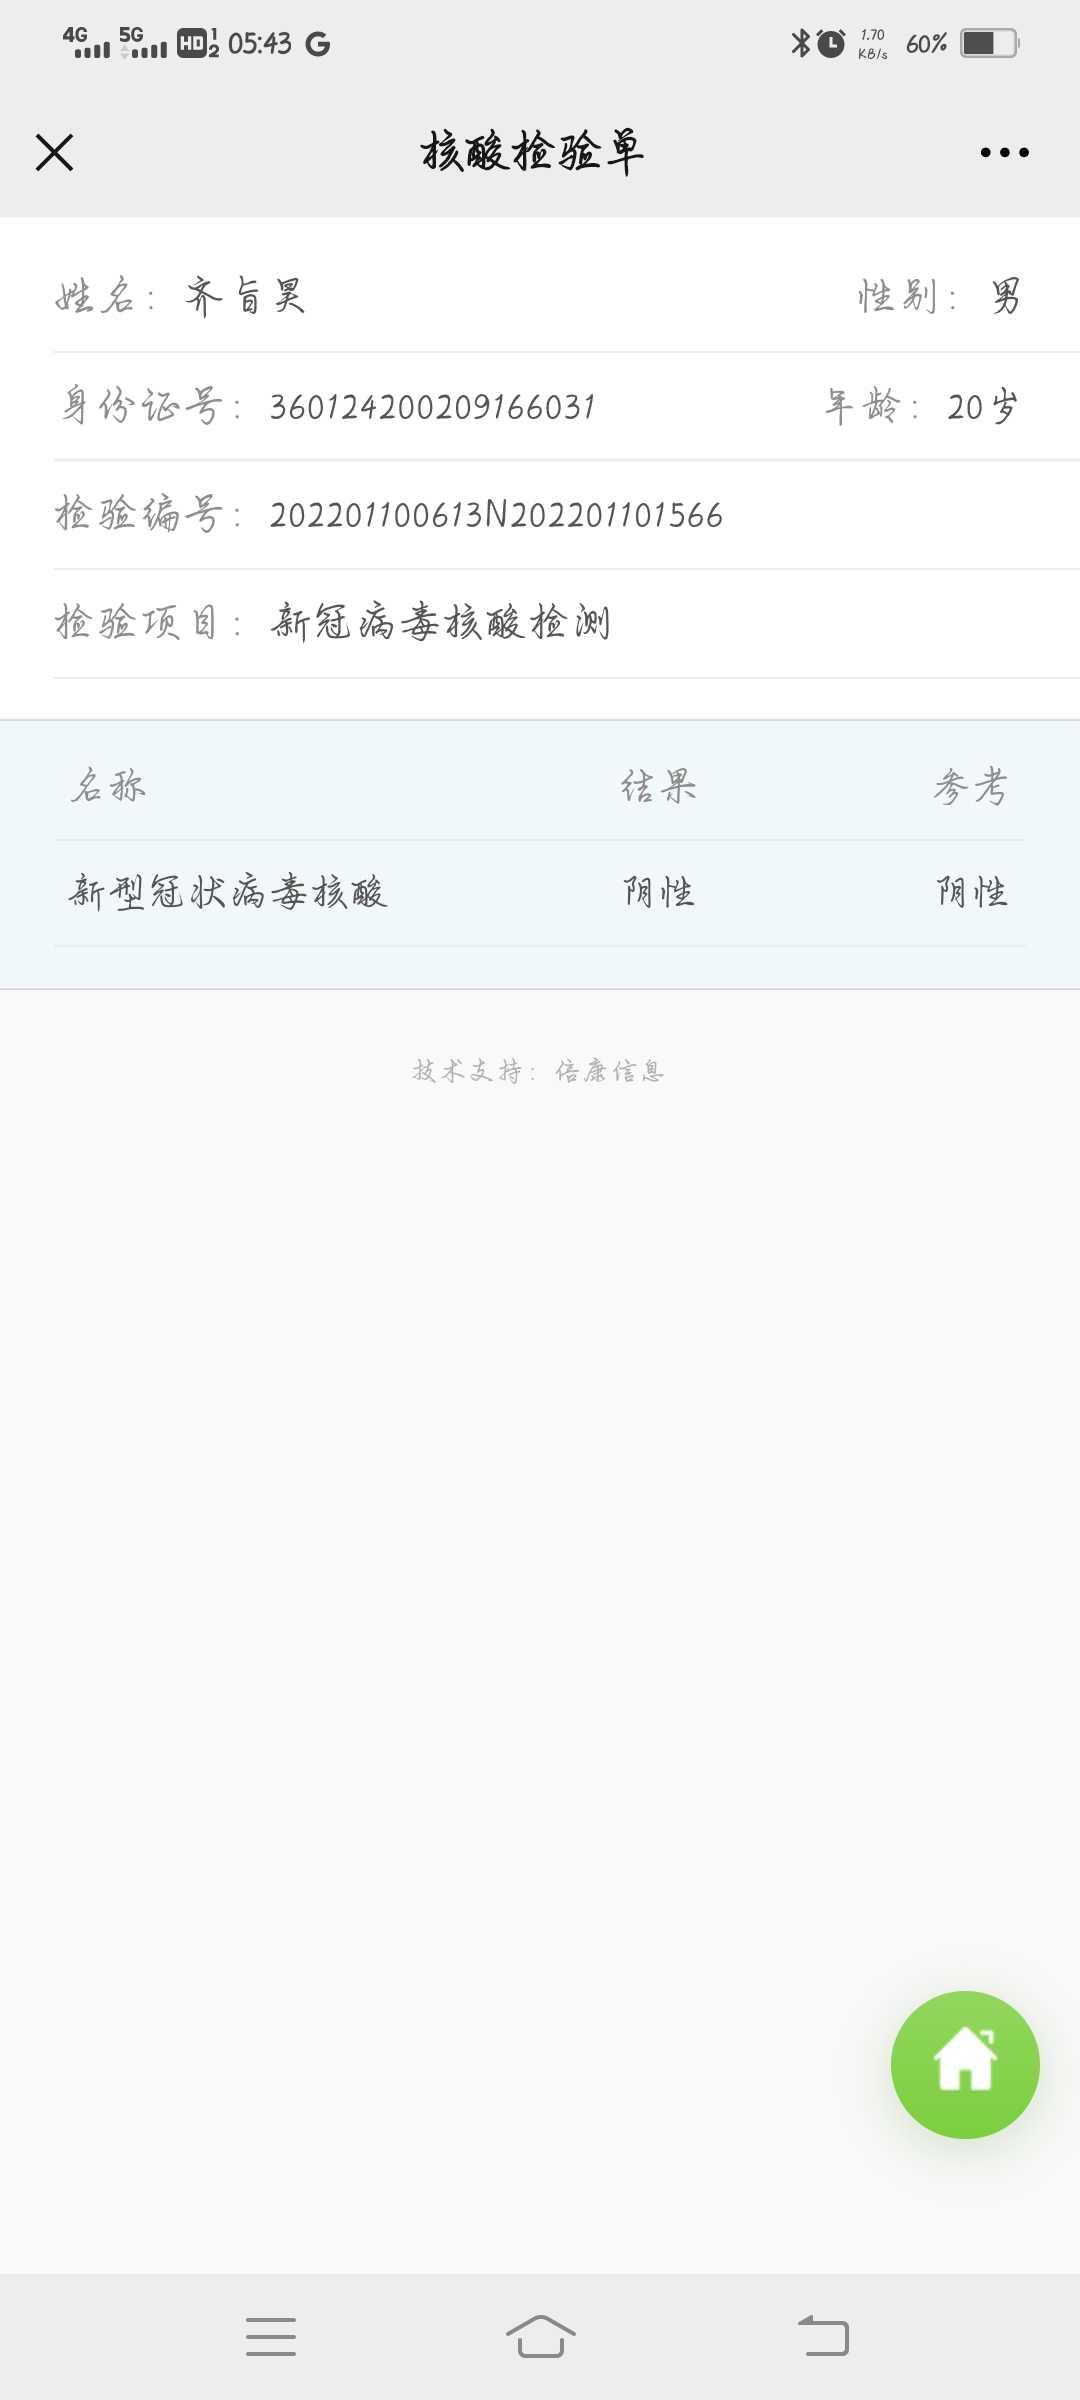 4G 5G HD 1 2 05:43 G 1.70 KB/s 60%
核酸检验单
姓名： 齐旨昊 性别： 男
身份证号： 360124200209166031 年龄： 20岁
检验编号： 202201100613N202201101566
检验项目： 新冠病毒核酸检测
名称 结果 参考
新型冠状病毒核酸 阴性 阴性
技术支持：倍康信息